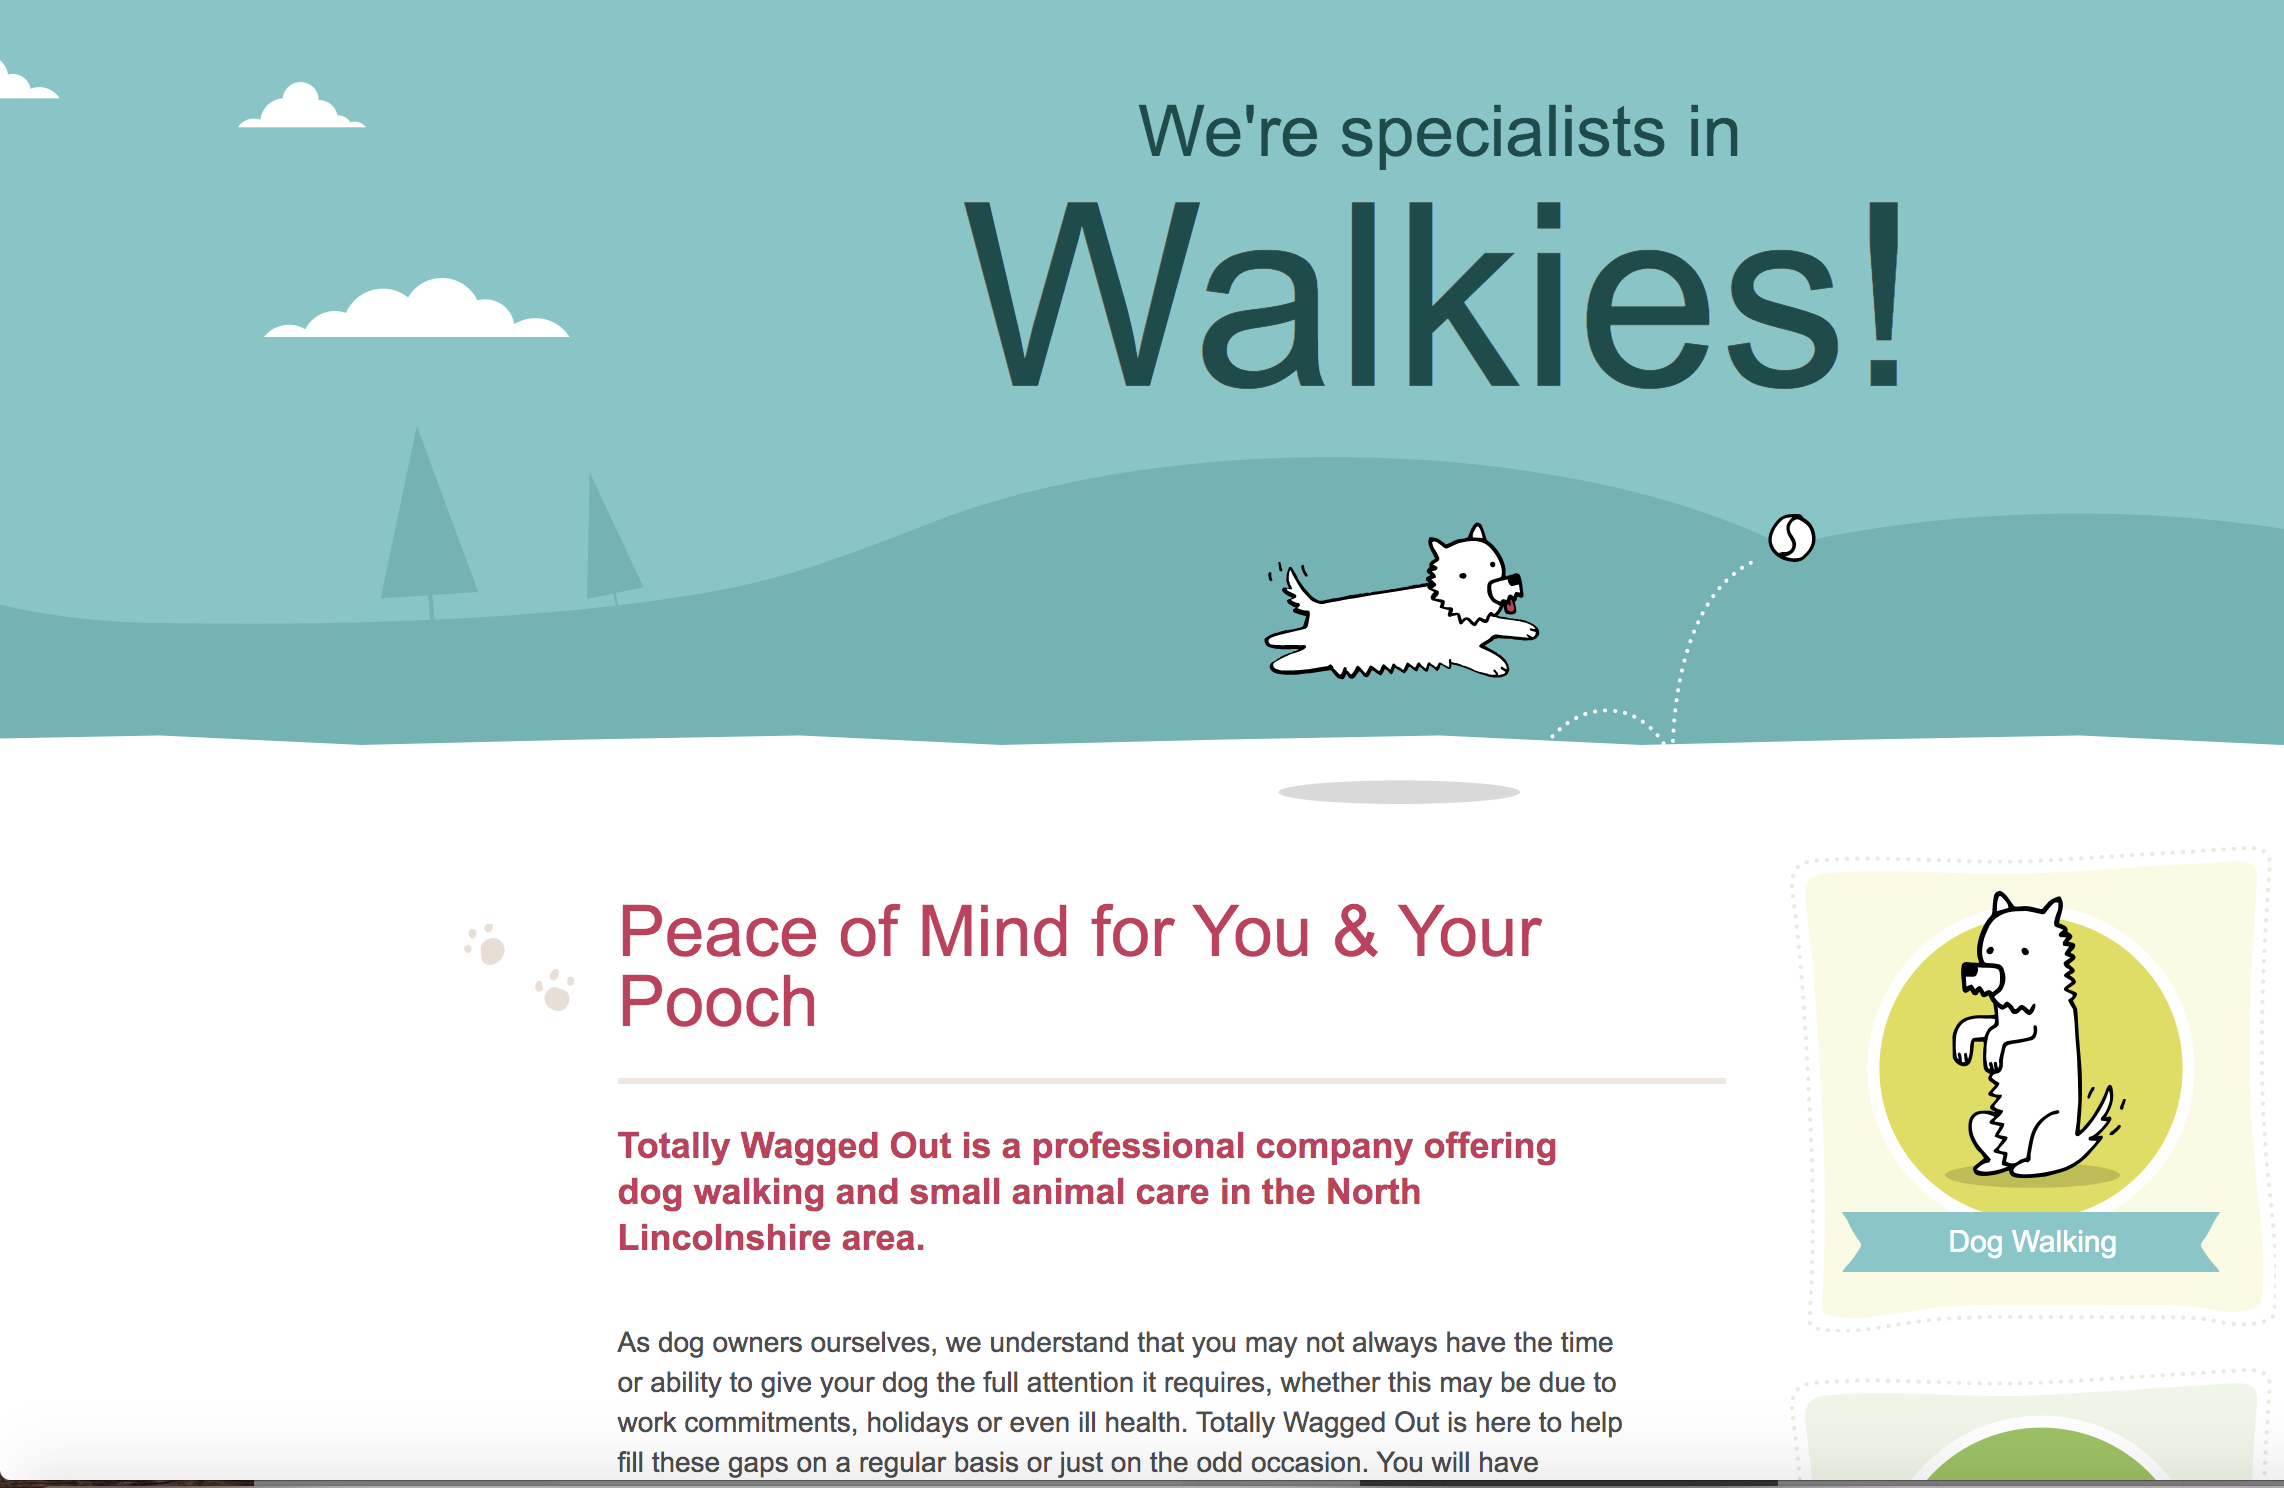 We're specialists in
Walkies!
Peace of Mind for You & Your
Pooch
Totally Wagged Out is a professional company offering
dog walking and small animal care in the North
Lincolnshire area.
As dog owners ourselves, we understand that you may not always have the time
or ability to give your dog the full attention it requires, whether this may be due to
work commitments, holidays or even ill health. Totally Wagged Out is here to help
fill these gaps on a regular basis or just on the odd occasion. You will have
Dog Walking